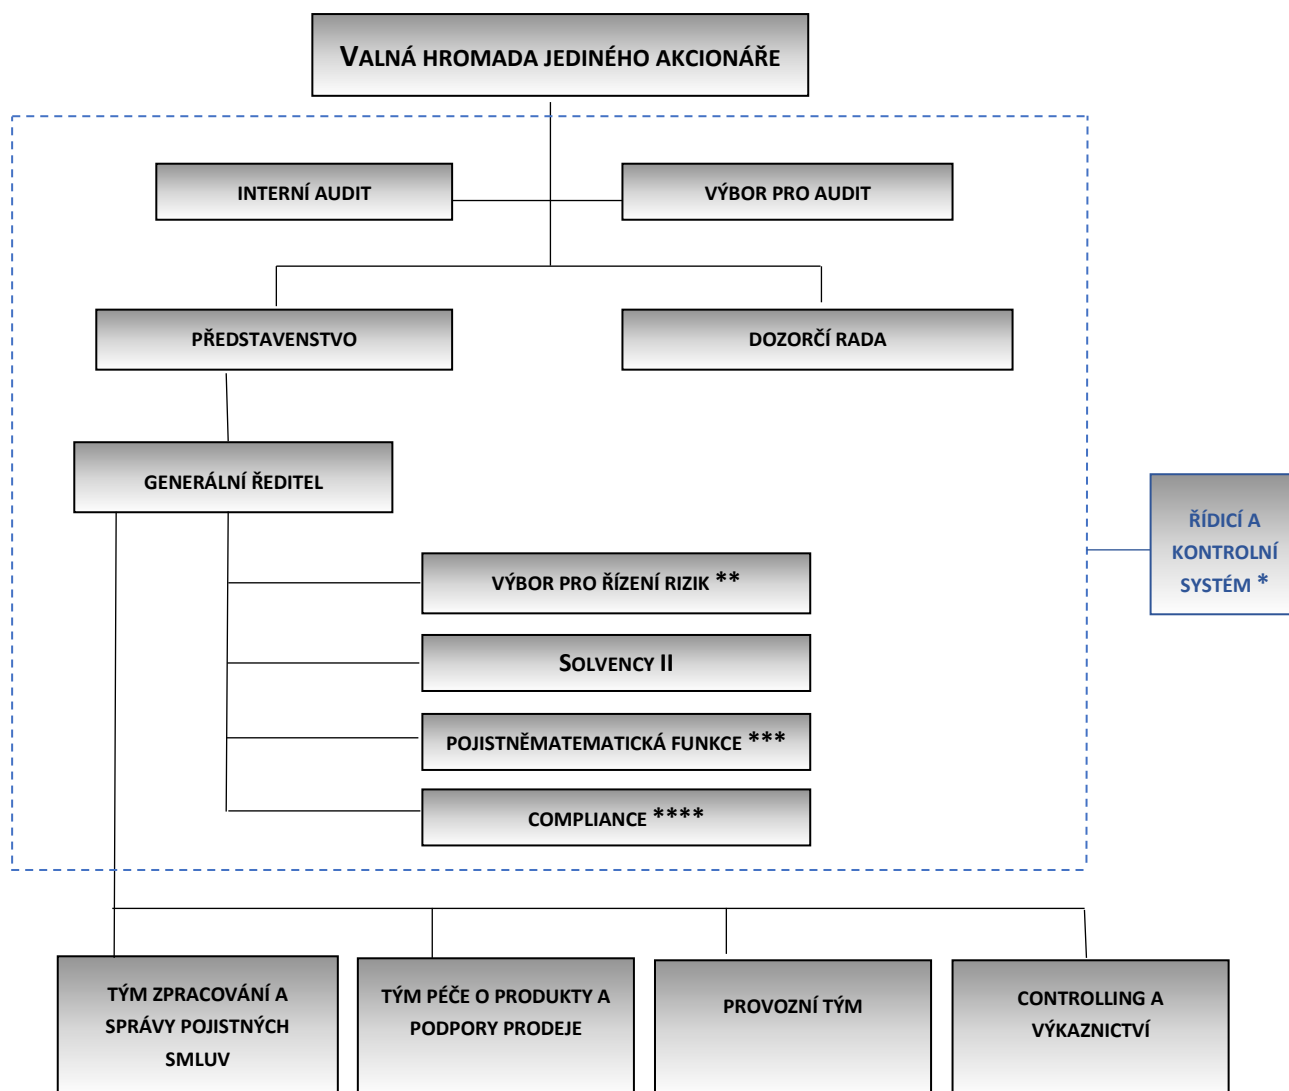 VALNÁ HROMADA JEDINÉHO AKCIONÁŘE
INTERNÍ AUDIT
VÝBOR PRO AUDIT
PŘEDSTAVENSTVO
DOZORČÍ RADA
GENERÁLNÍ ŘEDITEL
ŘÍDICÍ A
KONTROLNÍ
SYSTÉM *
VÝBOR PRO ŘÍZENÍ RIZIK **
SOLVENCY II
POJISTNĚMATEMATICKÁ FUNKCE ***
COMPLIANCE ****
TÝM ZPRACOVÁNÍ A
SPRÁVY POJISTNÝCH
SMLUV
TÝM PÉČE O PRODUKTY A
PODPORY PRODEJE
PROVOZNÍ TÝM
CONTROLLING A
VÝKAZNICTVÍ